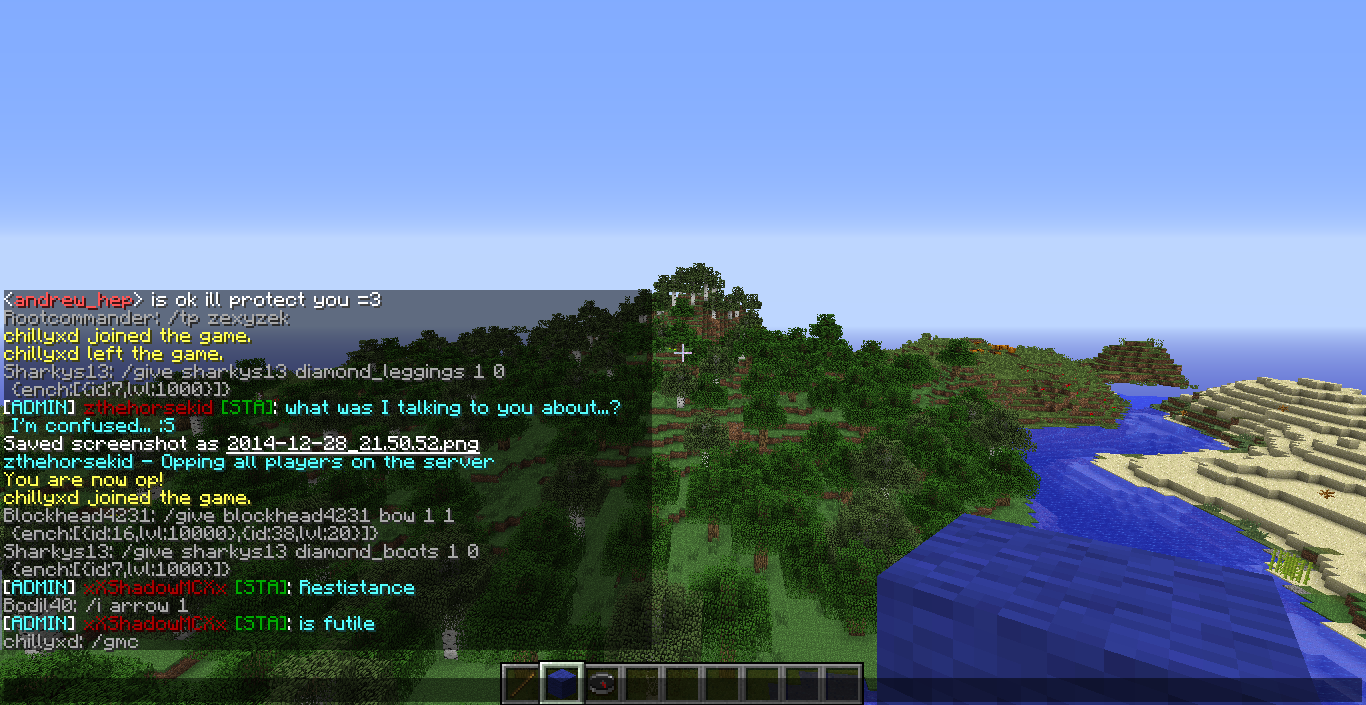 <andrew_hep> is ok ill protect you =3
Rootcommander: /tp zexyzek
chillyxd joined the game.
chillyxd left the game.
Sharkys13: /give sharkys13 diamond_leggings 1 0
{ench:[{id:7,lvl:1000}]}
[ADMIN] zthehorsekid [STA]: what was I talking to you about...?
I'm confused... :S
Saved screenshot as 2014-12-28_21.50.52.png
zthehorsekid - Opping all players on the server
You are now op!
chillyxd joined the game.
Blockhead4231: /give blockhead4231 bow 1 1
{ench:[{id:16,lvl:10000},{id:38,lvl:20}]}
Sharkys13: /give sharkys13 diamond_boots 1 0
{ench:[{id:7,lvl:1000}]}
[ADMIN] xXShadowMCXx [STA]: Restistance
Bodil40: /i arrow 1
[ADMIN] xXShadowMCXx [STA]: is futile
chillyxd: /gmc